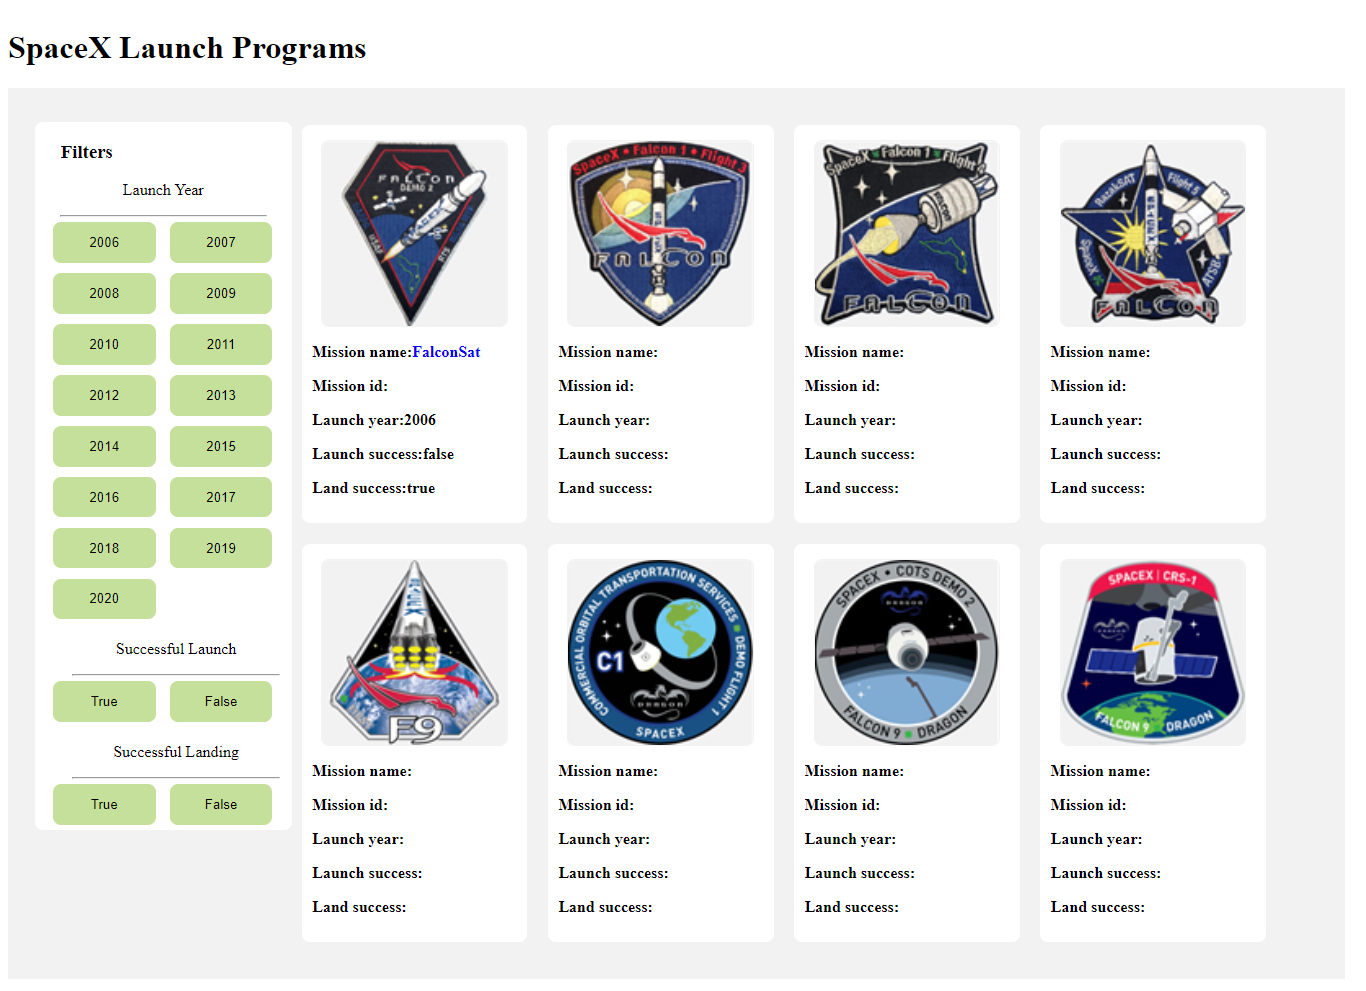 SpaceX Launch Programs
Filters
Launch Year
2006 2007
2008 2009
2010 2011
2012 2013
2014 2015
2016 2017
2018 2019
2020
Successful Launch
True False
Successful Landing
True False
FALCON
DEMO 2
SPACEX
Mission name:FalconSat
Mission id:
Launch year:2006
Launch success:false
Land success:true
SpaceX • Falcon 1 • Flight 3
FALCON
Mission name:
Mission id:
Launch year:
Launch success:
Land success:
SpaceX Falcon 1 Flight 4
FALCON
FALCON
Mission name:
Mission id:
Launch year:
Launch success:
Land success:
RazakSAT Flight 5
SpaceX ATSB
FALCON
Mission name:
Mission id:
Launch year:
Launch success:
Land success:
F9
Mission name:
Mission id:
Launch year:
Launch success:
Land success:
COMMERCIAL ORBITAL TRANSPORTATION SERVICES DEMO FLIGHT 1
C1
DRAGON
SPACEX
Mission name:
Mission id:
Launch year:
Launch success:
Land success:
SPACEX • COTS DEMO 2
DRAGON
FALCON 9 DRAGON
Mission name:
Mission id:
Launch year:
Launch success:
Land success:
SPACEX | CRS-1
DRAGON
FALCON 9 DRAGON
Mission name:
Mission id:
Launch year:
Launch success:
Land success: